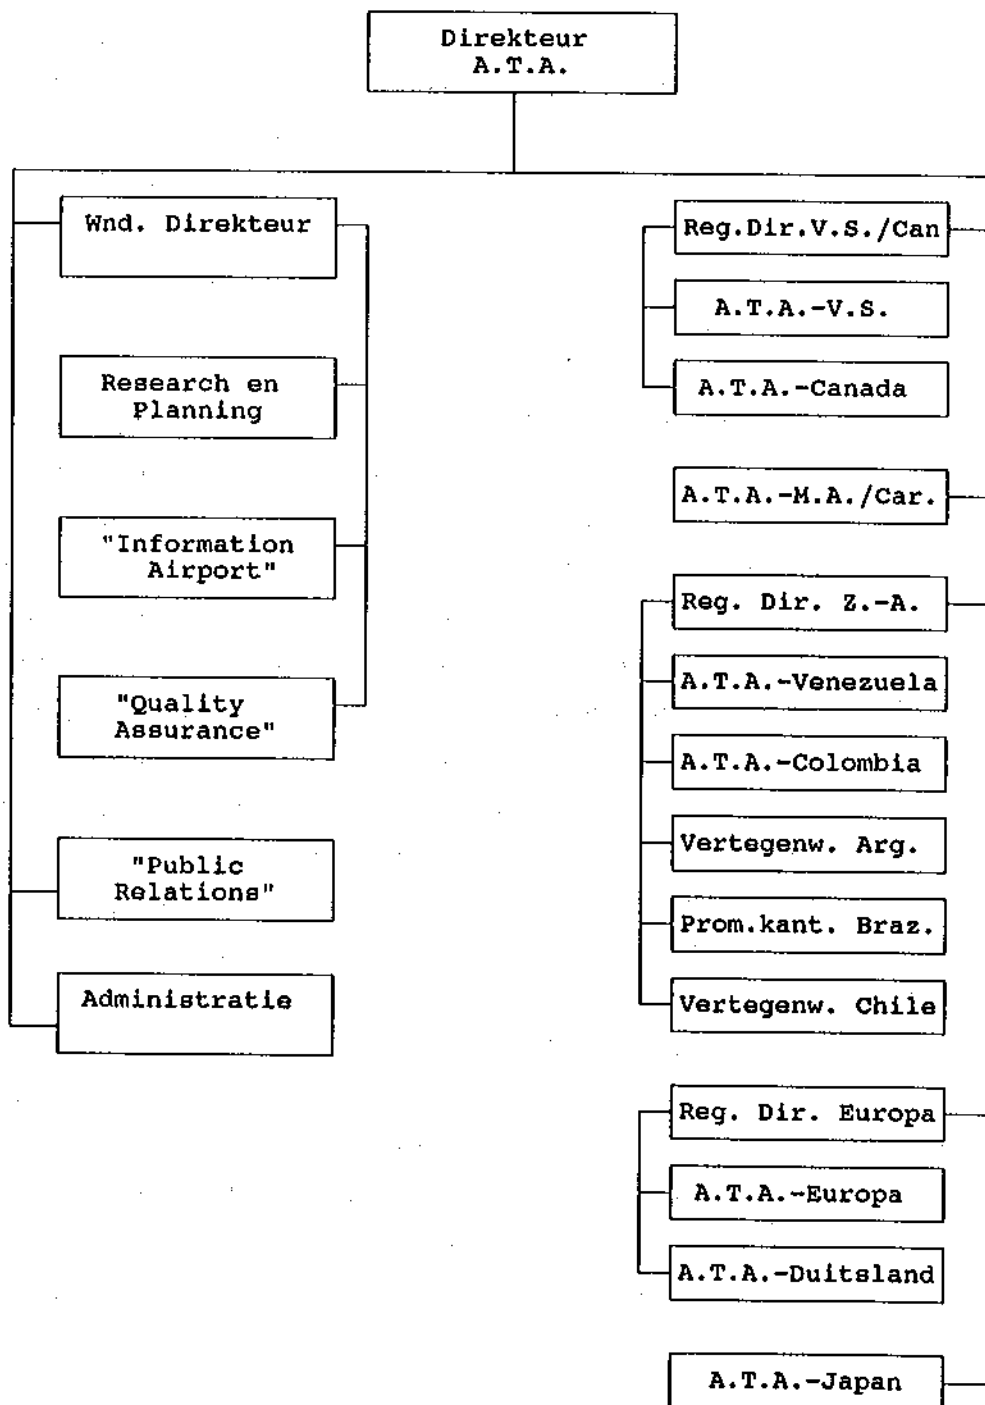 Direkteur
A.T.A.
Wnd. Direkteur
Research en
Planning
"Information
Airport"
"Quality
Assurance"
"Public
Relations"
Administratie
Reg.Dir.V.S./Can
A.T.A.-V.S.
A.T.A.-Canada
A.T.A.-M.A./Car.
Reg. Dir. Z.-A.
A.T.A.-Venezuela
A.T.A.-Colombia
Vertegenw. Arg.
Prom.kant. Braz.
Vertegenw. Chile
Reg. Dir. Europa
A.T.A.-Europa
A.T.A.-Duitsland
A.T.A.-Japan